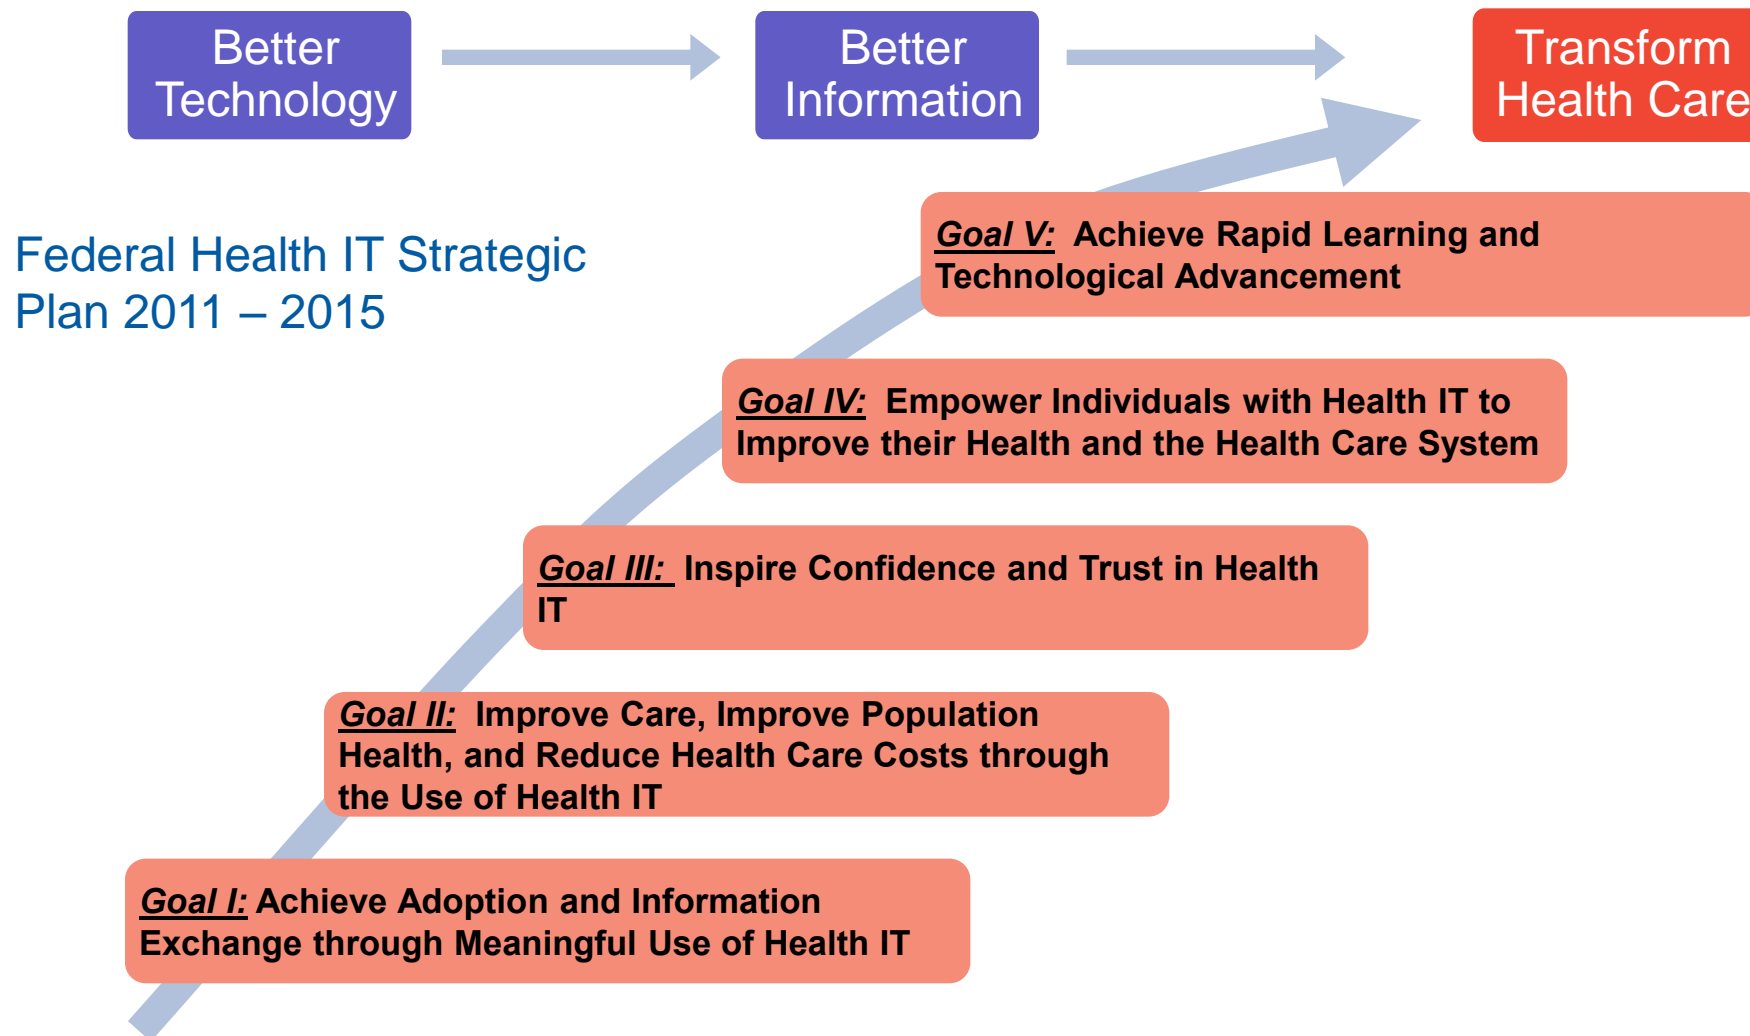 Better
Technology
Better
Information
Transform
Health Care
Federal Health IT Strategic
Plan 2011 – 2015
Goal V: Achieve Rapid Learning and
Technological Advancement
Goal IV: Empower Individuals with Health IT to
Improve their Health and the Health Care System
Goal III: Inspire Confidence and Trust in Health
IT
Goal II: Improve Care, Improve Population
Health, and Reduce Health Care Costs through
the Use of Health IT
Goal I: Achieve Adoption and Information
Exchange through Meaningful Use of Health IT